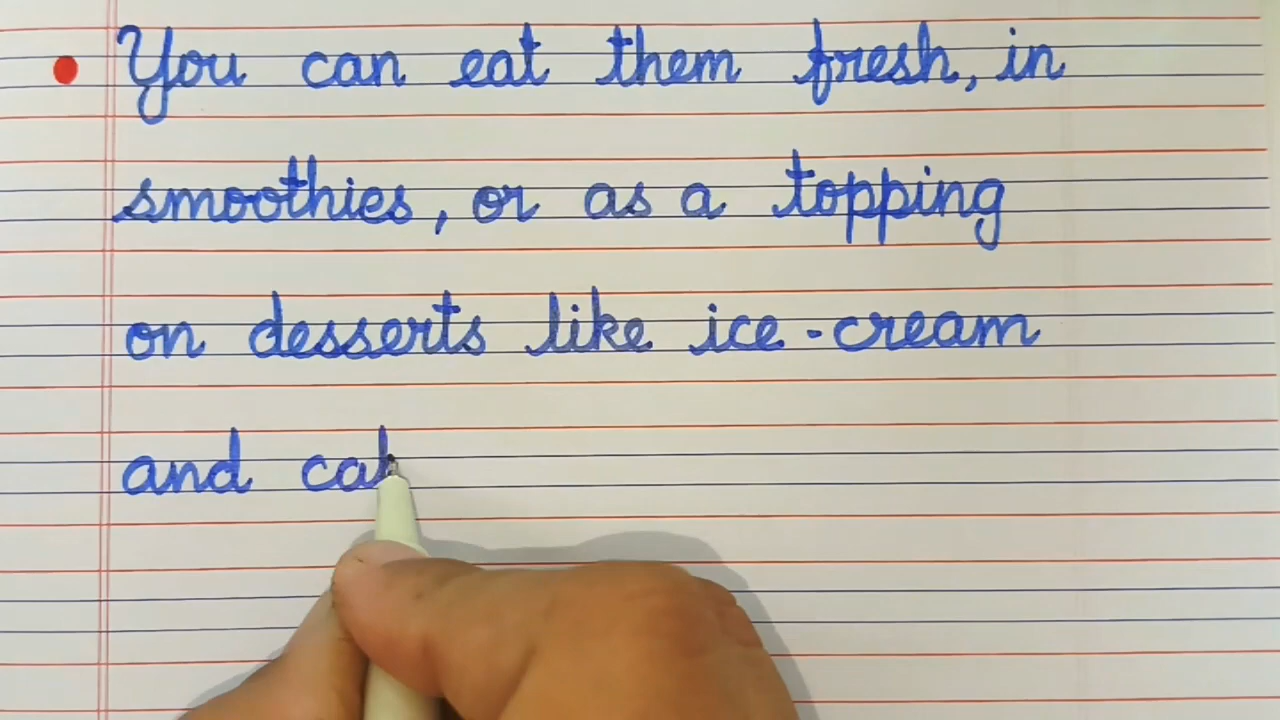 You can eat them fresh, in
smoothies, or as a topping
on desserts like ice-cream
and